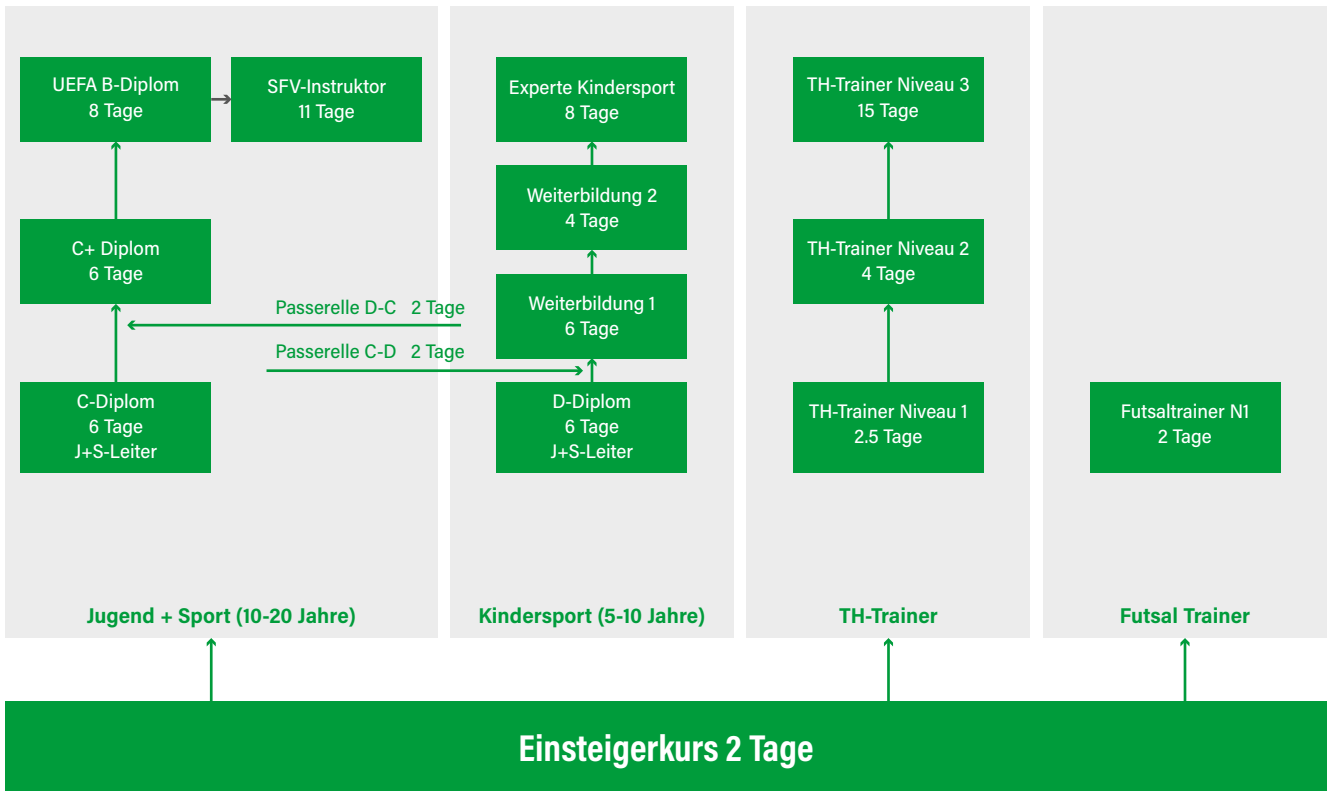 UEFA B-Diplom
8 Tage
SFV-Instruktor
11 Tage
C+ Diplom
6 Tage
Passerelle D-C 2 Tage
Passerelle C-D 2 Tage
C-Diplom
6 Tage
J+S-Leiter
Jugend + Sport (10-20 Jahre)
Experte Kindersport
8 Tage
Weiterbildung 2
4 Tage
Weiterbildung 1
6 Tage
D-Diplom
6 Tage
J+S-Leiter
Kindersport (5-10 Jahre)
TH-Trainer Niveau 3
15 Tage
TH-Trainer Niveau 2
4 Tage
TH-Trainer Niveau 1
2.5 Tage
TH-Trainer
Futsaltrainer N1
2 Tage
Futsal Trainer
Einsteigerkurs 2 Tage